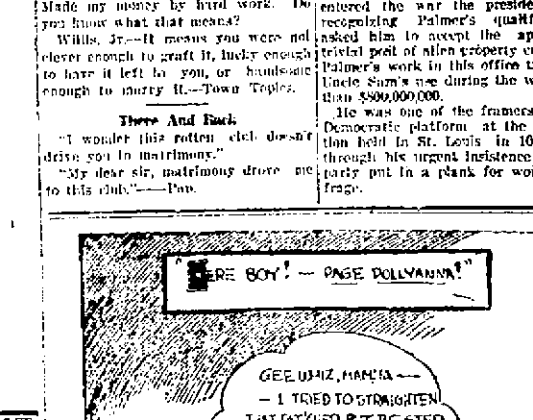 Made my money by hard work. Do
you know what that means?
Willis, Jr.—It means you were not
clever enough to graft it, lucky enough
to have it left to you, or handsome
enough to marry it.—Town Topics.
There And Back
"I wonder this rotten club doesn't
drive you to matrimony."
"My dear sir, matrimony drove me
to this club."
entered the war the preside
recognizing Palmer's qualif
asked him to accept the ap
trivial post of alien property cu
Palmer's work in this office t
Uncle Sam's use during the w
than $800,000,000.
He was one of the framers
Democratic platform at the
tion held in St. Louis in 19
through his urgent insistence
party put in a plank for wo
frage.
"HERE BOY! — PAGE POLLYANNA!"
GEE WHIZ, MAMMA —
— I TRIED TO STRAIGHTEN